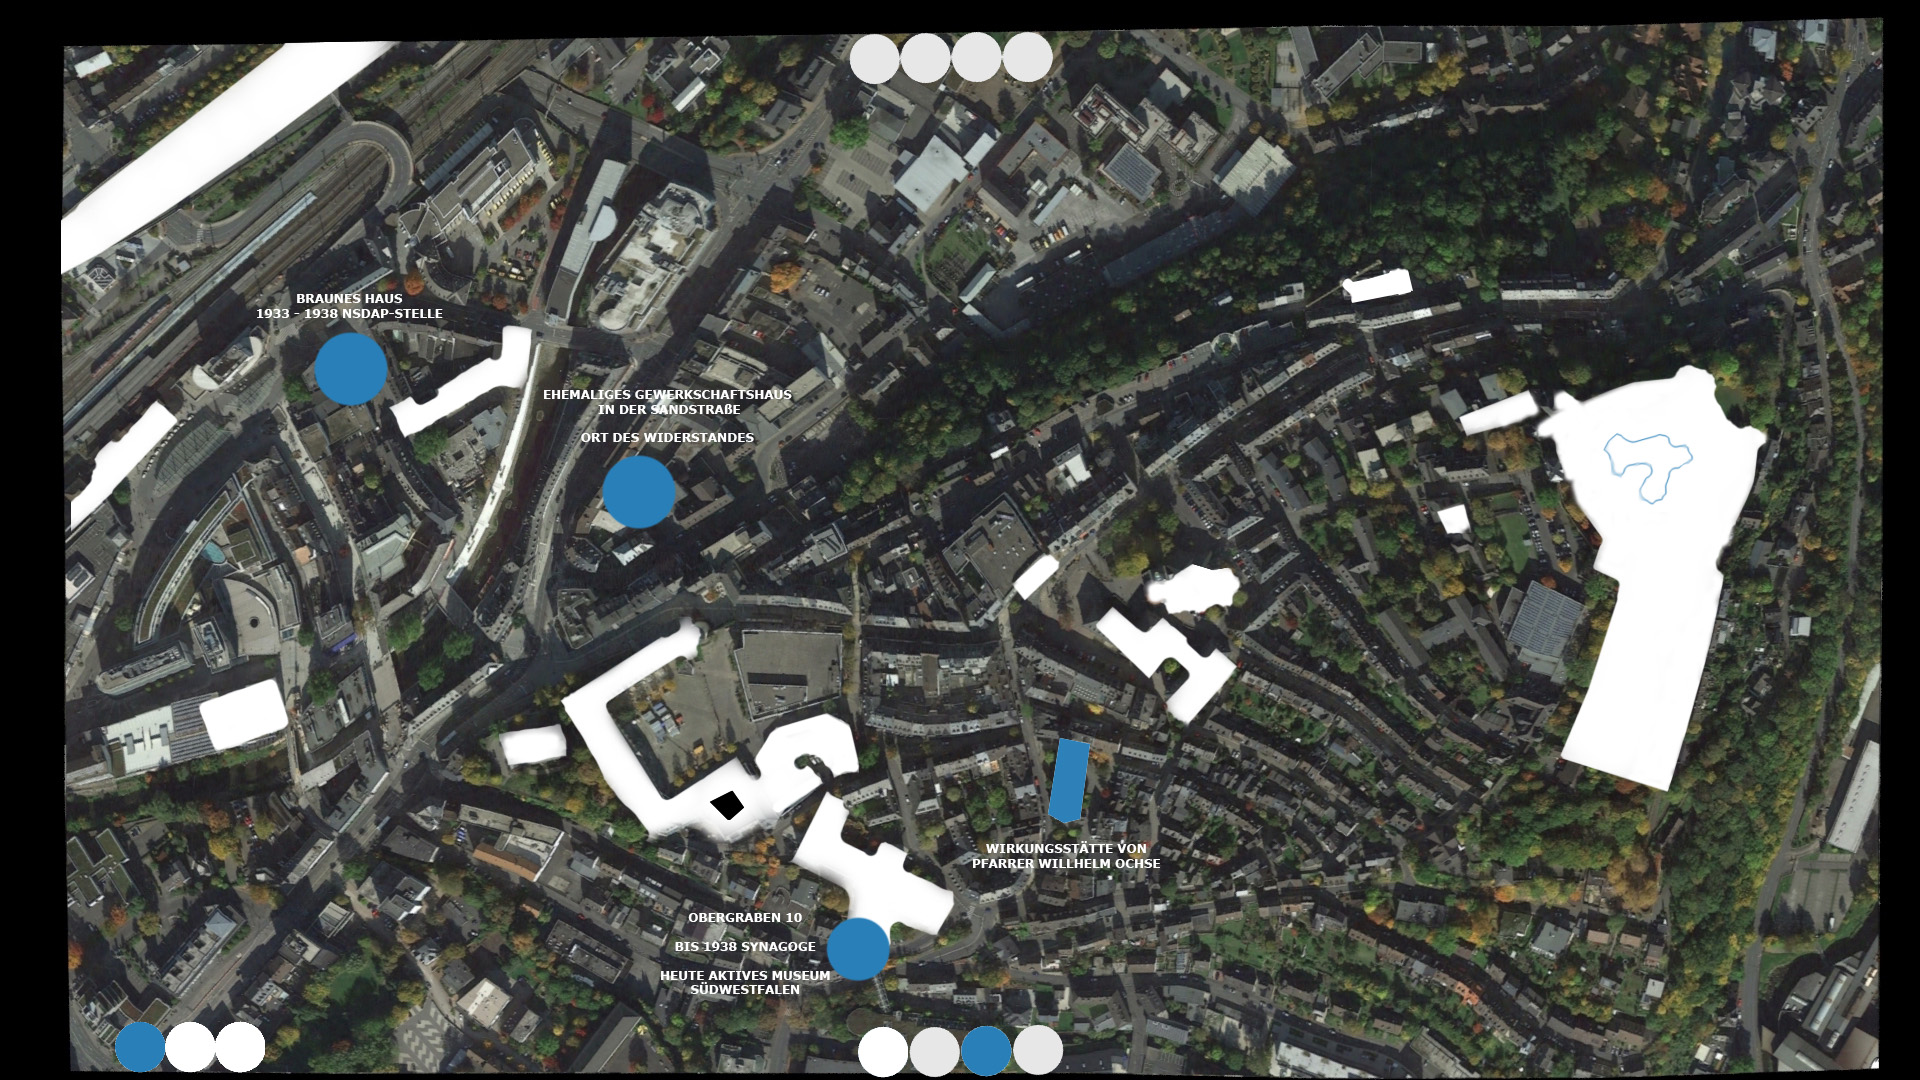 BRAUNES HAUS
1933 - 1938 NSDAP-STELLE
EHEMALIGES GEWERKSCHAFTSHAUS
IN DER SANDSTRAßE
ORT DES WIDERSTANDES
WIRKUNGSSTÄTTE VON
PFARRER WILLHELM OCHSE
OBERGRABEN 10
BIS 1938 SYNAGOGE
HEUTE AKTIVES MUSEUM
SÜDWESTFALEN